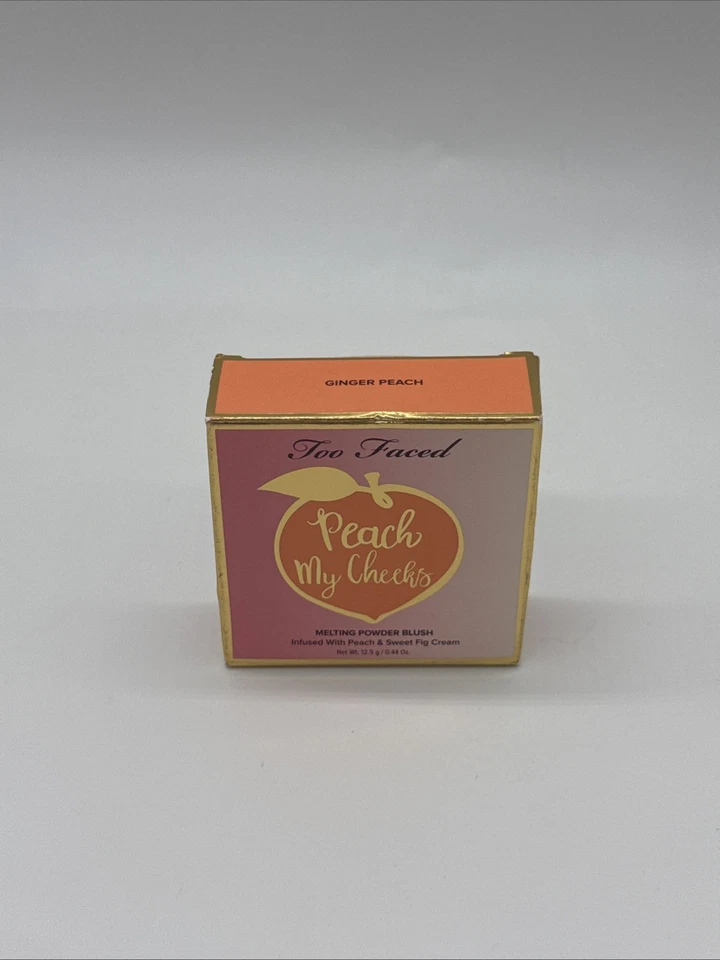 GINGER PEACH
Too Faced
Peach
My Cheeks
MELTING POWDER BLUSH
Infused With Peach & Sweet Fig Cream
Net Wt. 12.5 g / 0.44 Oz.